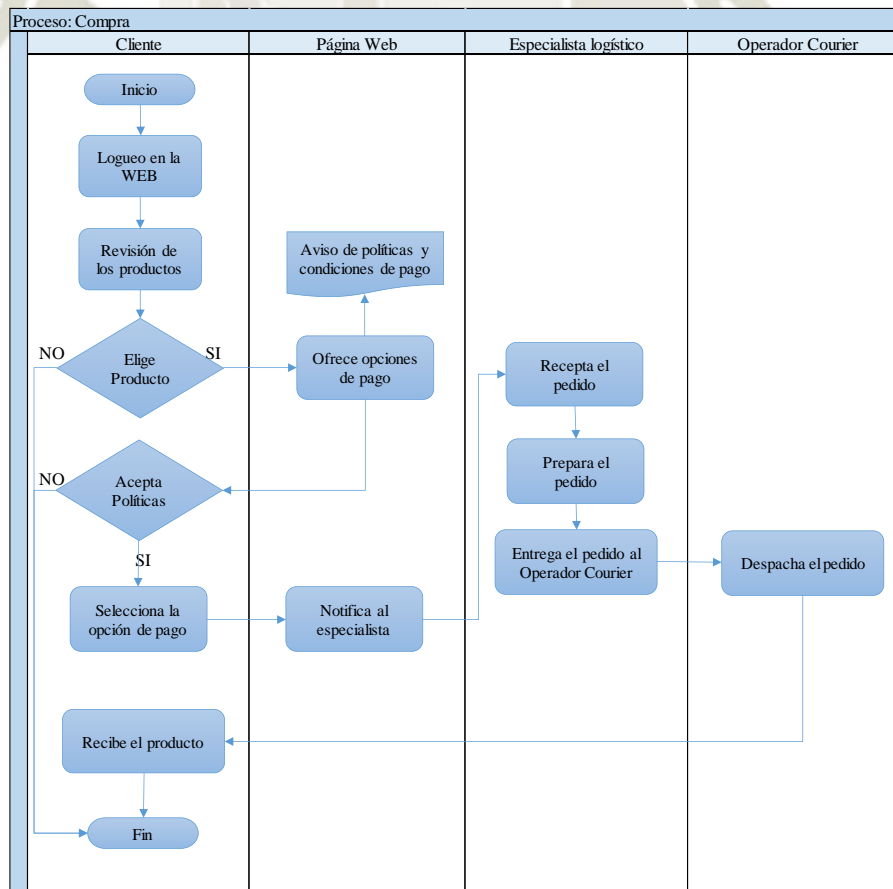 Proceso: Compra
Cliente
Página Web
Especialista logístico
Operador Courier
Inicio
Logueo en la
WEB
Revisión de
los productos
Aviso de políticas y
condiciones de pago
NO
Elige
Producto
SI
Ofrece opciones
de pago
Recepta el
pedido
NO
Acepta
Políticas
Prepara el
pedido
SI
Entrega el pedido al
Operador Courier
Despacha el pedido
Selecciona la
opción de pago
Notifica al
especialista
Recibe el producto
Fin